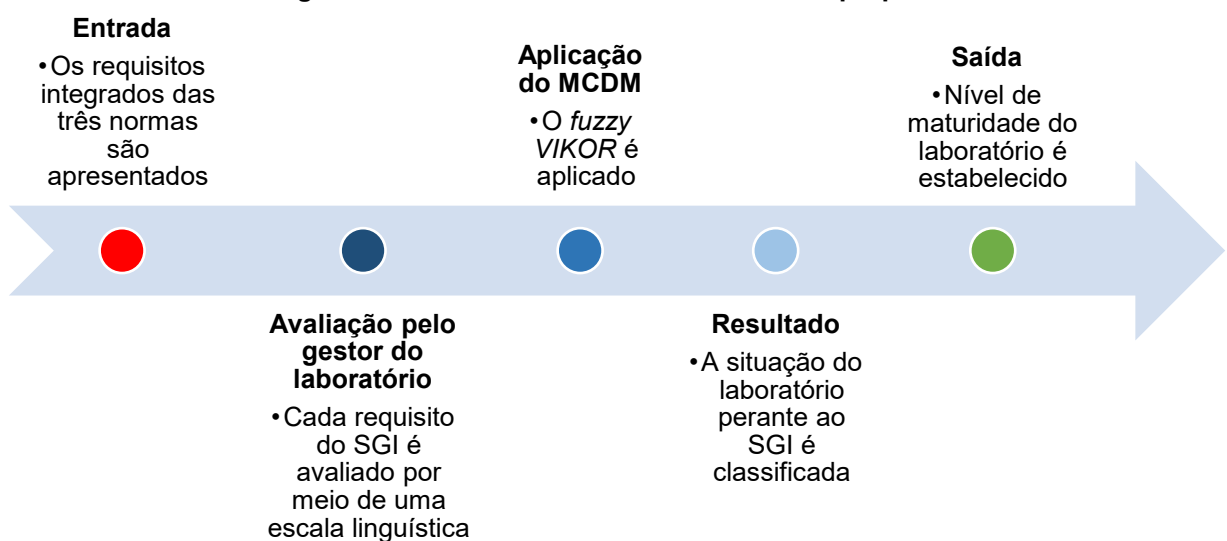 Entrada
•Os requisitos
integrados das
três normas
são
apresentados
Avaliação pelo
gestor do
laboratório
•Cada requisito
do SGI é
avaliado por
meio de uma
escala linguística
Aplicação
do MCDM
•O fuzzy
VIKOR é
aplicado
Resultado
•A situação do
laboratório
perante ao
SGI é
classificada
Saída
•Nível de
maturidade do
laboratório é
estabelecido